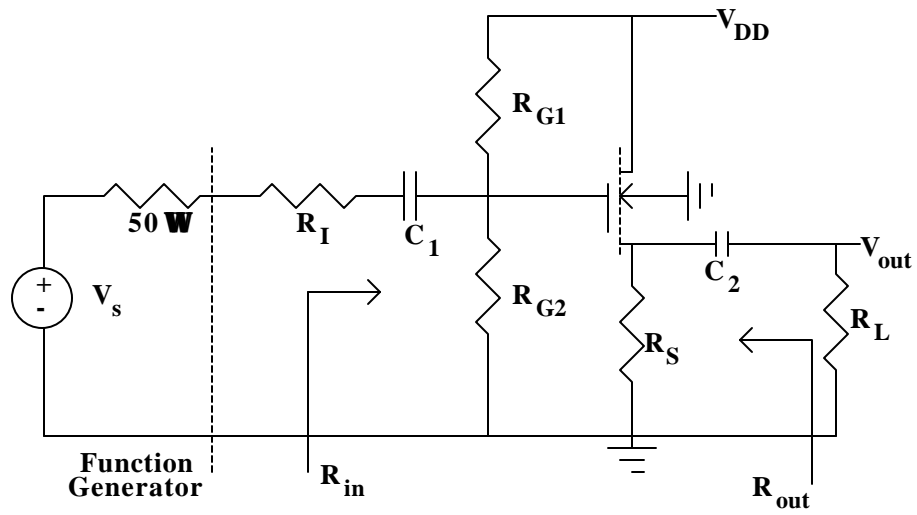 V_DD
R_G1
50 W
R_I
C_1
C_2
V_out
+
-
V_s
R_G2
R_S
R_L
Function
Generator
R_in
R_out